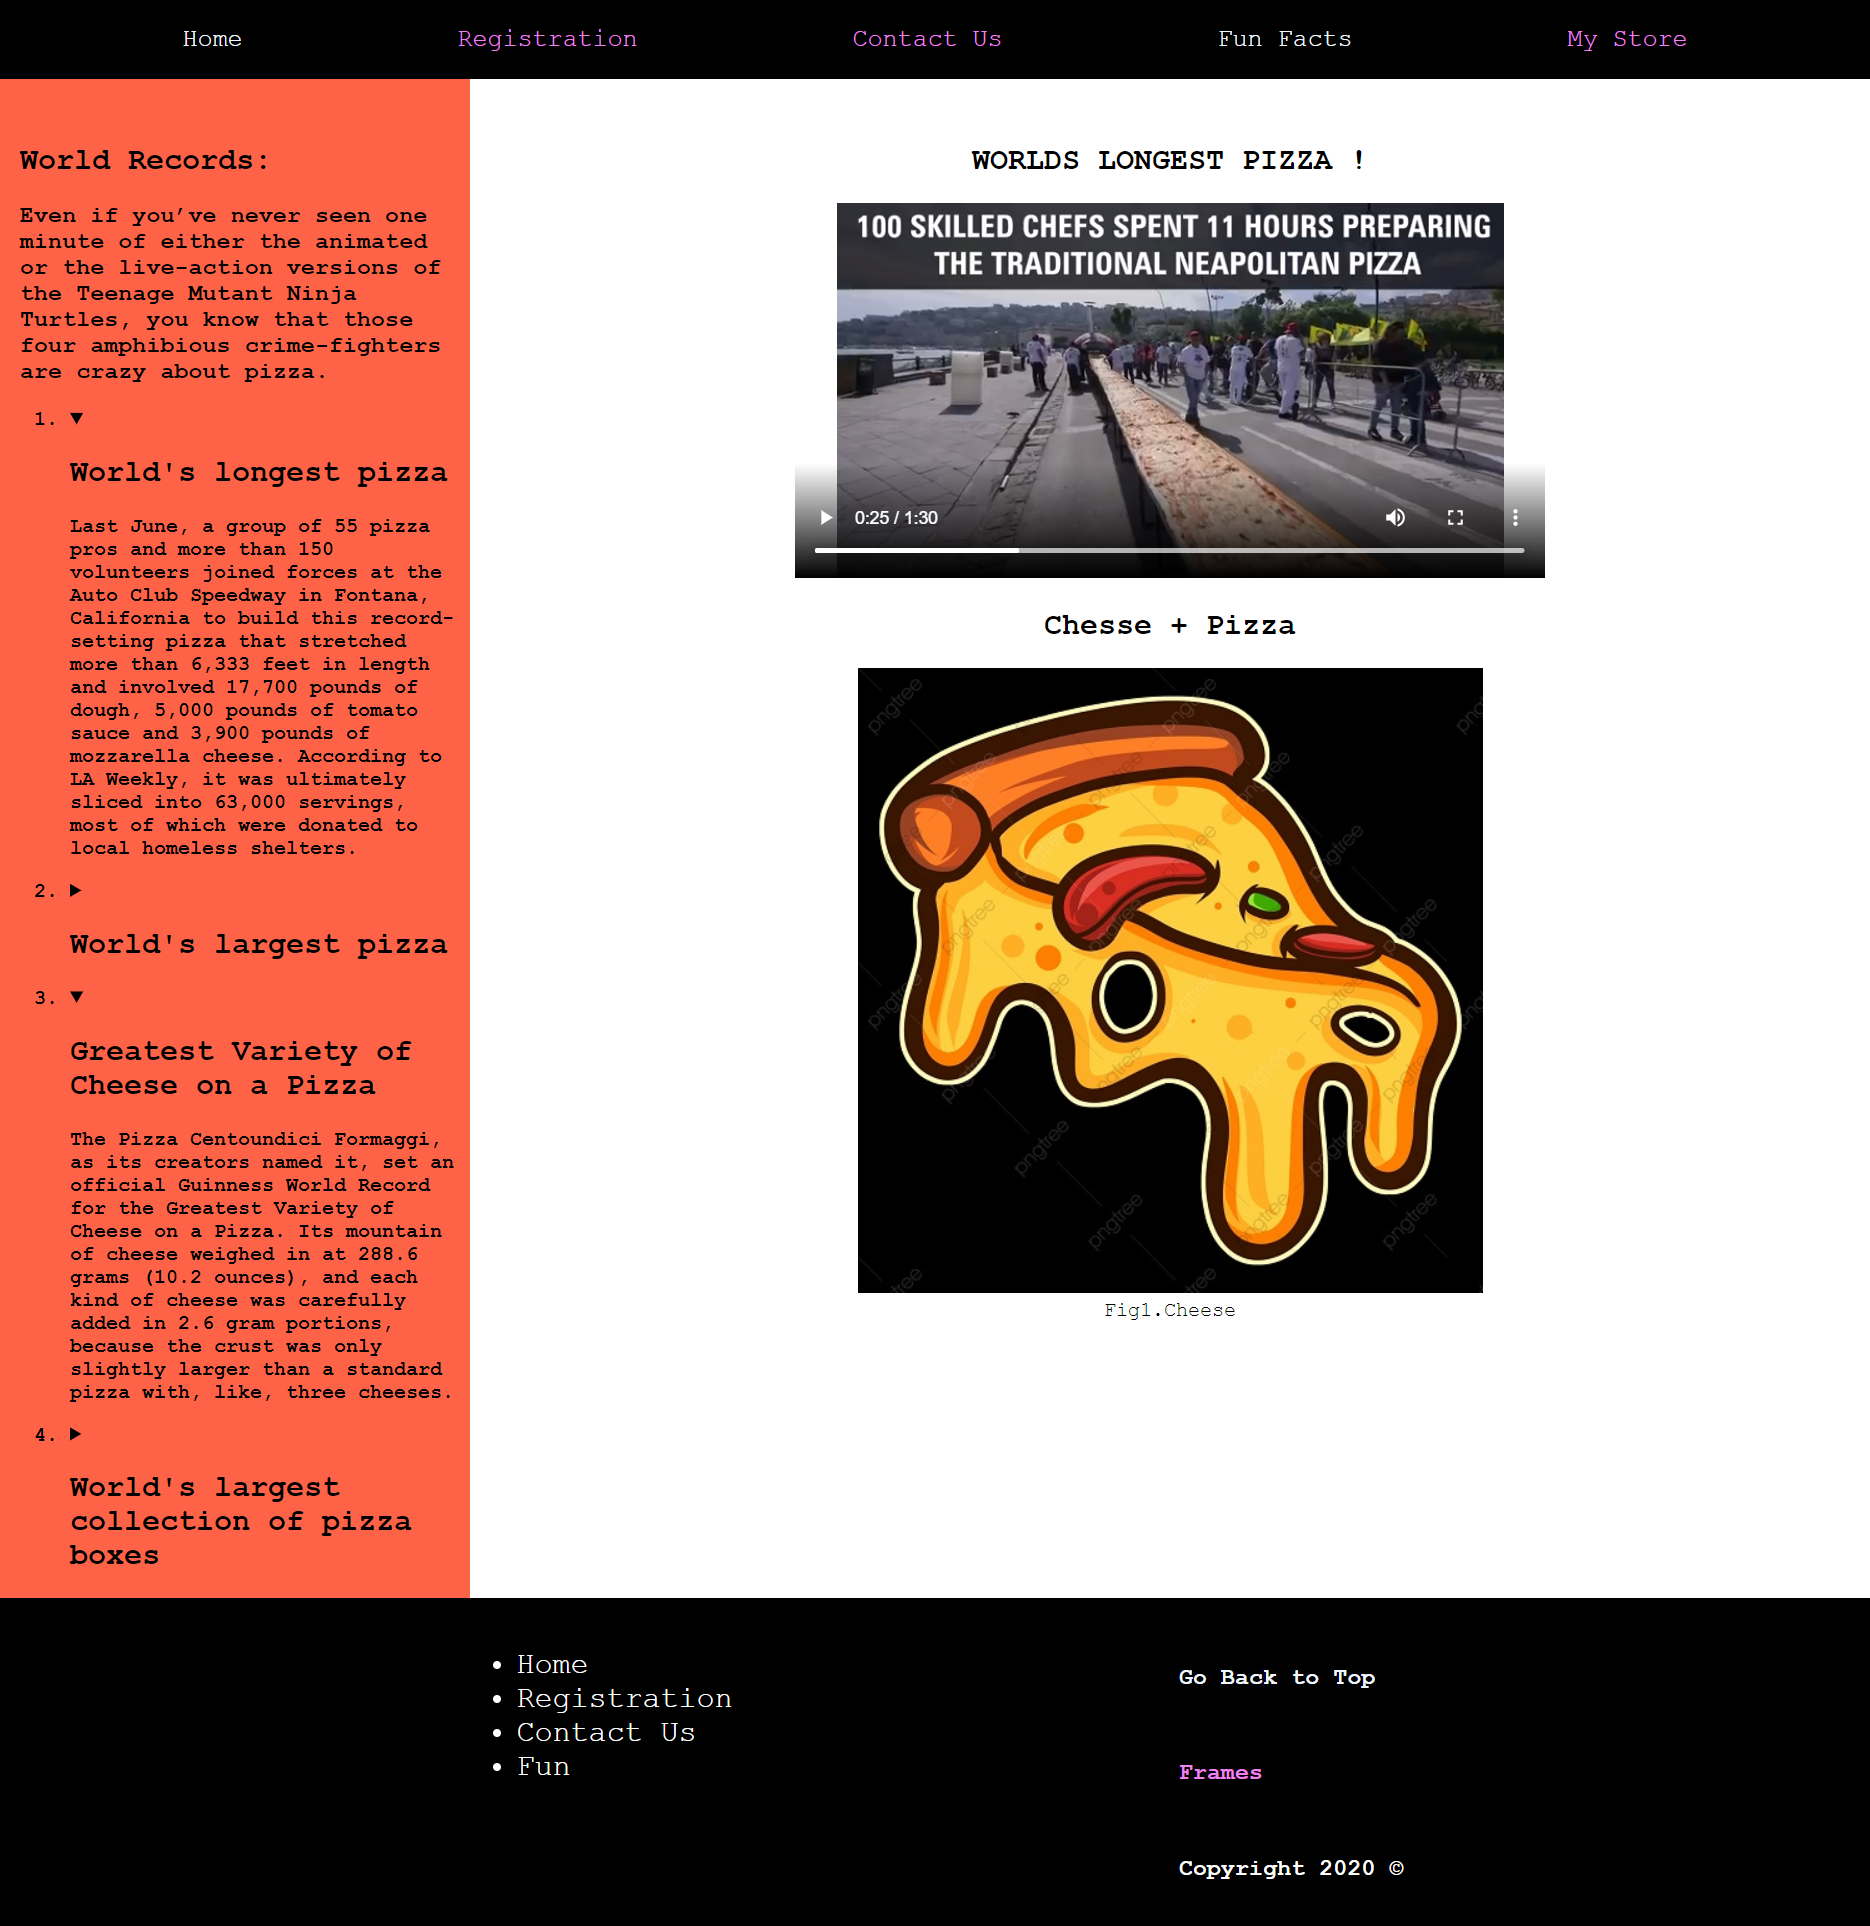 Home Registration Contact Us Fun Facts My Store
World Records:
Even if you’ve never seen one
minute of either the animated
or the live-action versions of
the Teenage Mutant Ninja
Turtles, you know that those
four amphibious crime-fighters
are crazy about pizza.
1. ▼
World's longest pizza
Last June, a group of 55 pizza
pros and more than 150
volunteers joined forces at the
Auto Club Speedway in Fontana,
California to build this record-
setting pizza that stretched
more than 6,333 feet in length
and involved 17,700 pounds of
dough, 5,000 pounds of tomato
sauce and 3,900 pounds of
mozzarella cheese. According to
LA Weekly, it was ultimately
sliced into 63,000 servings,
most of which were donated to
local homeless shelters.
2. ▶
World's largest pizza
3. ▼
Greatest Variety of
Cheese on a Pizza
The Pizza Centoundici Formaggi,
as its creators named it, set an
official Guinness World Record
for the Greatest Variety of
Cheese on a Pizza. Its mountain
of cheese weighed in at 288.6
grams (10.2 ounces), and each
kind of cheese was carefully
added in 2.6 gram portions,
because the crust was only
slightly larger than a standard
pizza with, like, three cheeses.
4. ▶
World's largest
collection of pizza
boxes
WORLDS LONGEST PIZZA !
100 SKILLED CHEFS SPENT 11 HOURS PREPARING
THE TRADITIONAL NEAPOLITAN PIZZA
0:25 / 1:30
Chesse + Pizza
pngtree
Fig1.Cheese
• Home
• Registration
• Contact Us
• Fun
Go Back to Top
Frames
Copyright 2020 ©